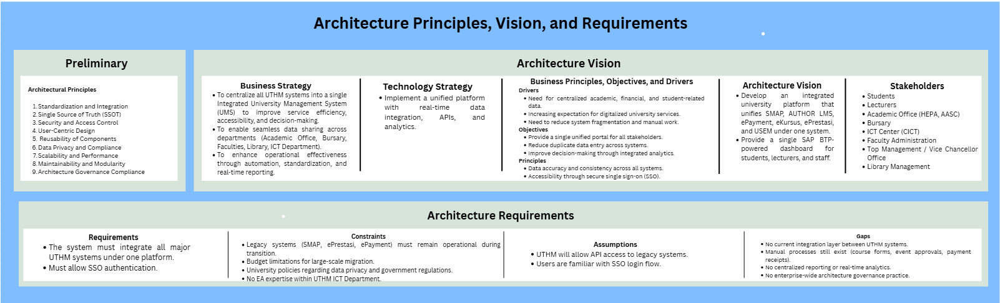 Architecture Principles, Vision, and Requirements
Preliminary
Architectural Principles
1. Standardization and Integration
2. Single Source of Truth (SSOT)
3. Security and Access Control
4. User-Centric Design
5. Reusability of Components
6. Data Privacy and Compliance
7. Scalability and Performance
8. Maintainability and Modularity
9. Architecture Governance Compliance
Architecture Vision
Business Strategy
• To centralize all UTHM systems into a single
Integrated University Management System
(UMS) to improve service efficiency,
accessibility, and decision-making.
• To enable seamless data sharing across
departments (Academic Office, Bursary,
Faculties, Library, ICT Department).
• To enhance operational effectiveness
through automation, standardization, and
real-time reporting.
Technology Strategy
• Implement a unified platform
with real-time data
integration, APIs, and
analytics.
Business Principles, Objectives, and Drivers
Drivers
• Need for centralized academic, financial, and student-related
data.
• Increasing expectation for digitalized university services.
• Need to reduce system fragmentation and manual work.
Objectives
• Provide a single unified portal for all stakeholders.
• Reduce duplicate data entry across systems.
• Improve decision-making through integrated analytics.
Principles
• Data accuracy and consistency across all systems.
• Accessibility through secure single sign-on (SSO).
Architecture Vision
• Develop an integrated
university platform that
unifies SMAP, AUTHOR LMS,
ePayment, eKursus, ePrestasi,
and USEM under one system.
• Provide a single SAP BTP-
powered dashboard for
students, lecturers, and staff.
Stakeholders
• Students
• Lecturers
• Academic Office (HEPA, AASC)
• Bursary
• ICT Center (CICT)
• Faculty Administration
• Top Management / Vice Chancellor
Office
• Library Management
Architecture Requirements
Requirements
• The system must integrate all major
UTHM systems under one platform.
• Must allow SSO authentication.
Constraints
• Legacy systems (SMAP, ePrestasi, ePayment) must remain operational during
transition.
• Budget limitations for large-scale migration.
• University policies regarding data privacy and government regulations.
• No EA expertise within UTHM ICT Department.
Assumptions
• UTHM will allow API access to legacy systems.
• Users are familiar with SSO login flow.
Gaps
• No current integration layer between UTHM systems.
• Manual processes still exist (course forms, event approvals, payment
receipts).
• No centralized reporting or real-time analytics.
• No enterprise-wide architecture governance practice.